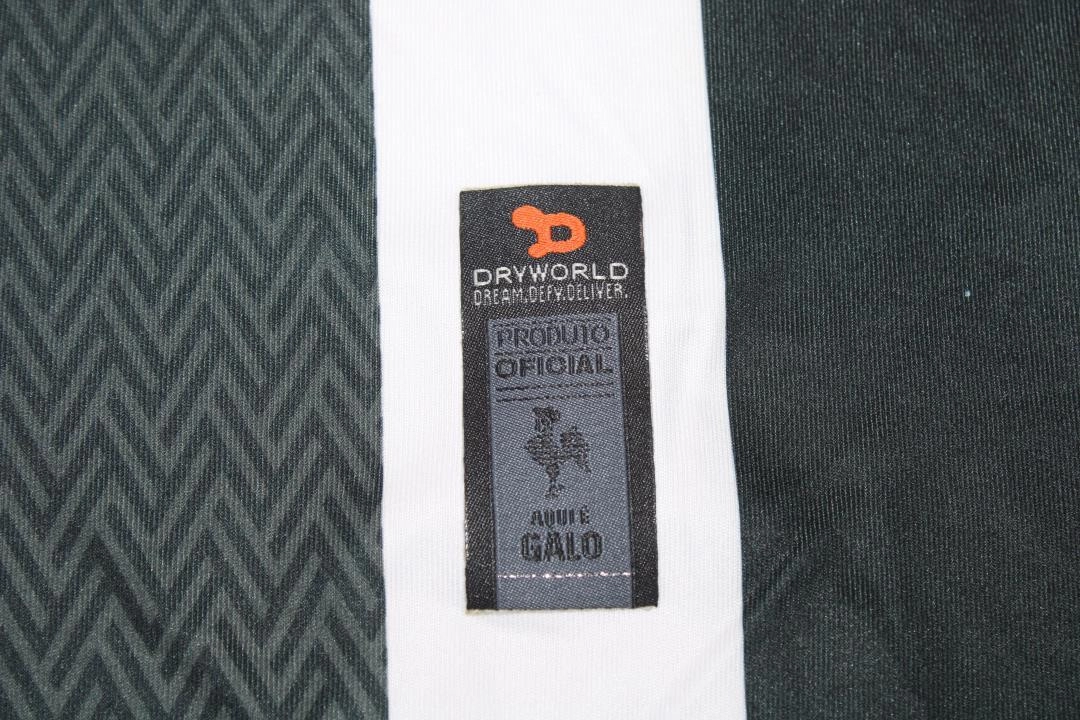 DRYWORLD
DREAM.DEFY.DELIVER.
PRODUTO
OFICIAL
AQUI É
GALO